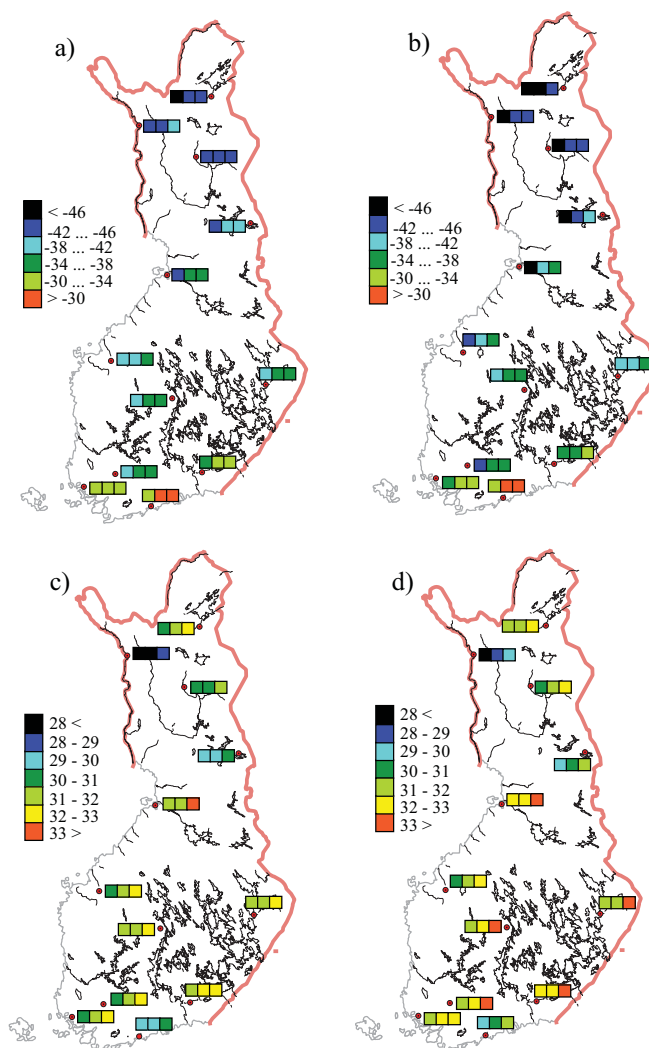 a)
b)
< -46
-42 ... -46
-38 ... -42
-34 ... -38
-30 ... -34
> -30
< -46
-42 ... -46
-38 ... -42
-34 ... -38
-30 ... -34
> -30
c)
d)
28 <
28 - 29
29 - 30
30 - 31
31 - 32
32 - 33
33 >
28 <
28 - 29
29 - 30
30 - 31
31 - 32
32 - 33
33 >